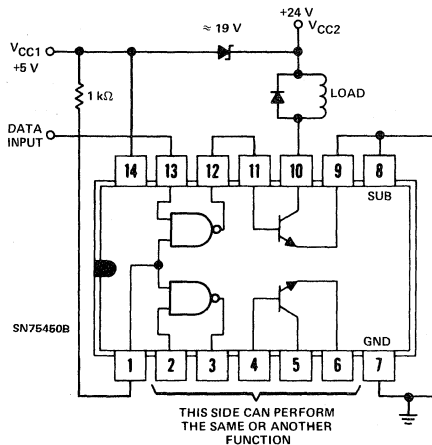 +24 V
≈ 19 V
VCC2
VCC1
+5 V
1 kΩ
LOAD
DATA
INPUT
14 13 12 11 10 9 8
SUB
SN75450B
GND
1 2 3 4 5 6 7
THIS SIDE CAN PERFORM
THE SAME OR ANOTHER
FUNCTION